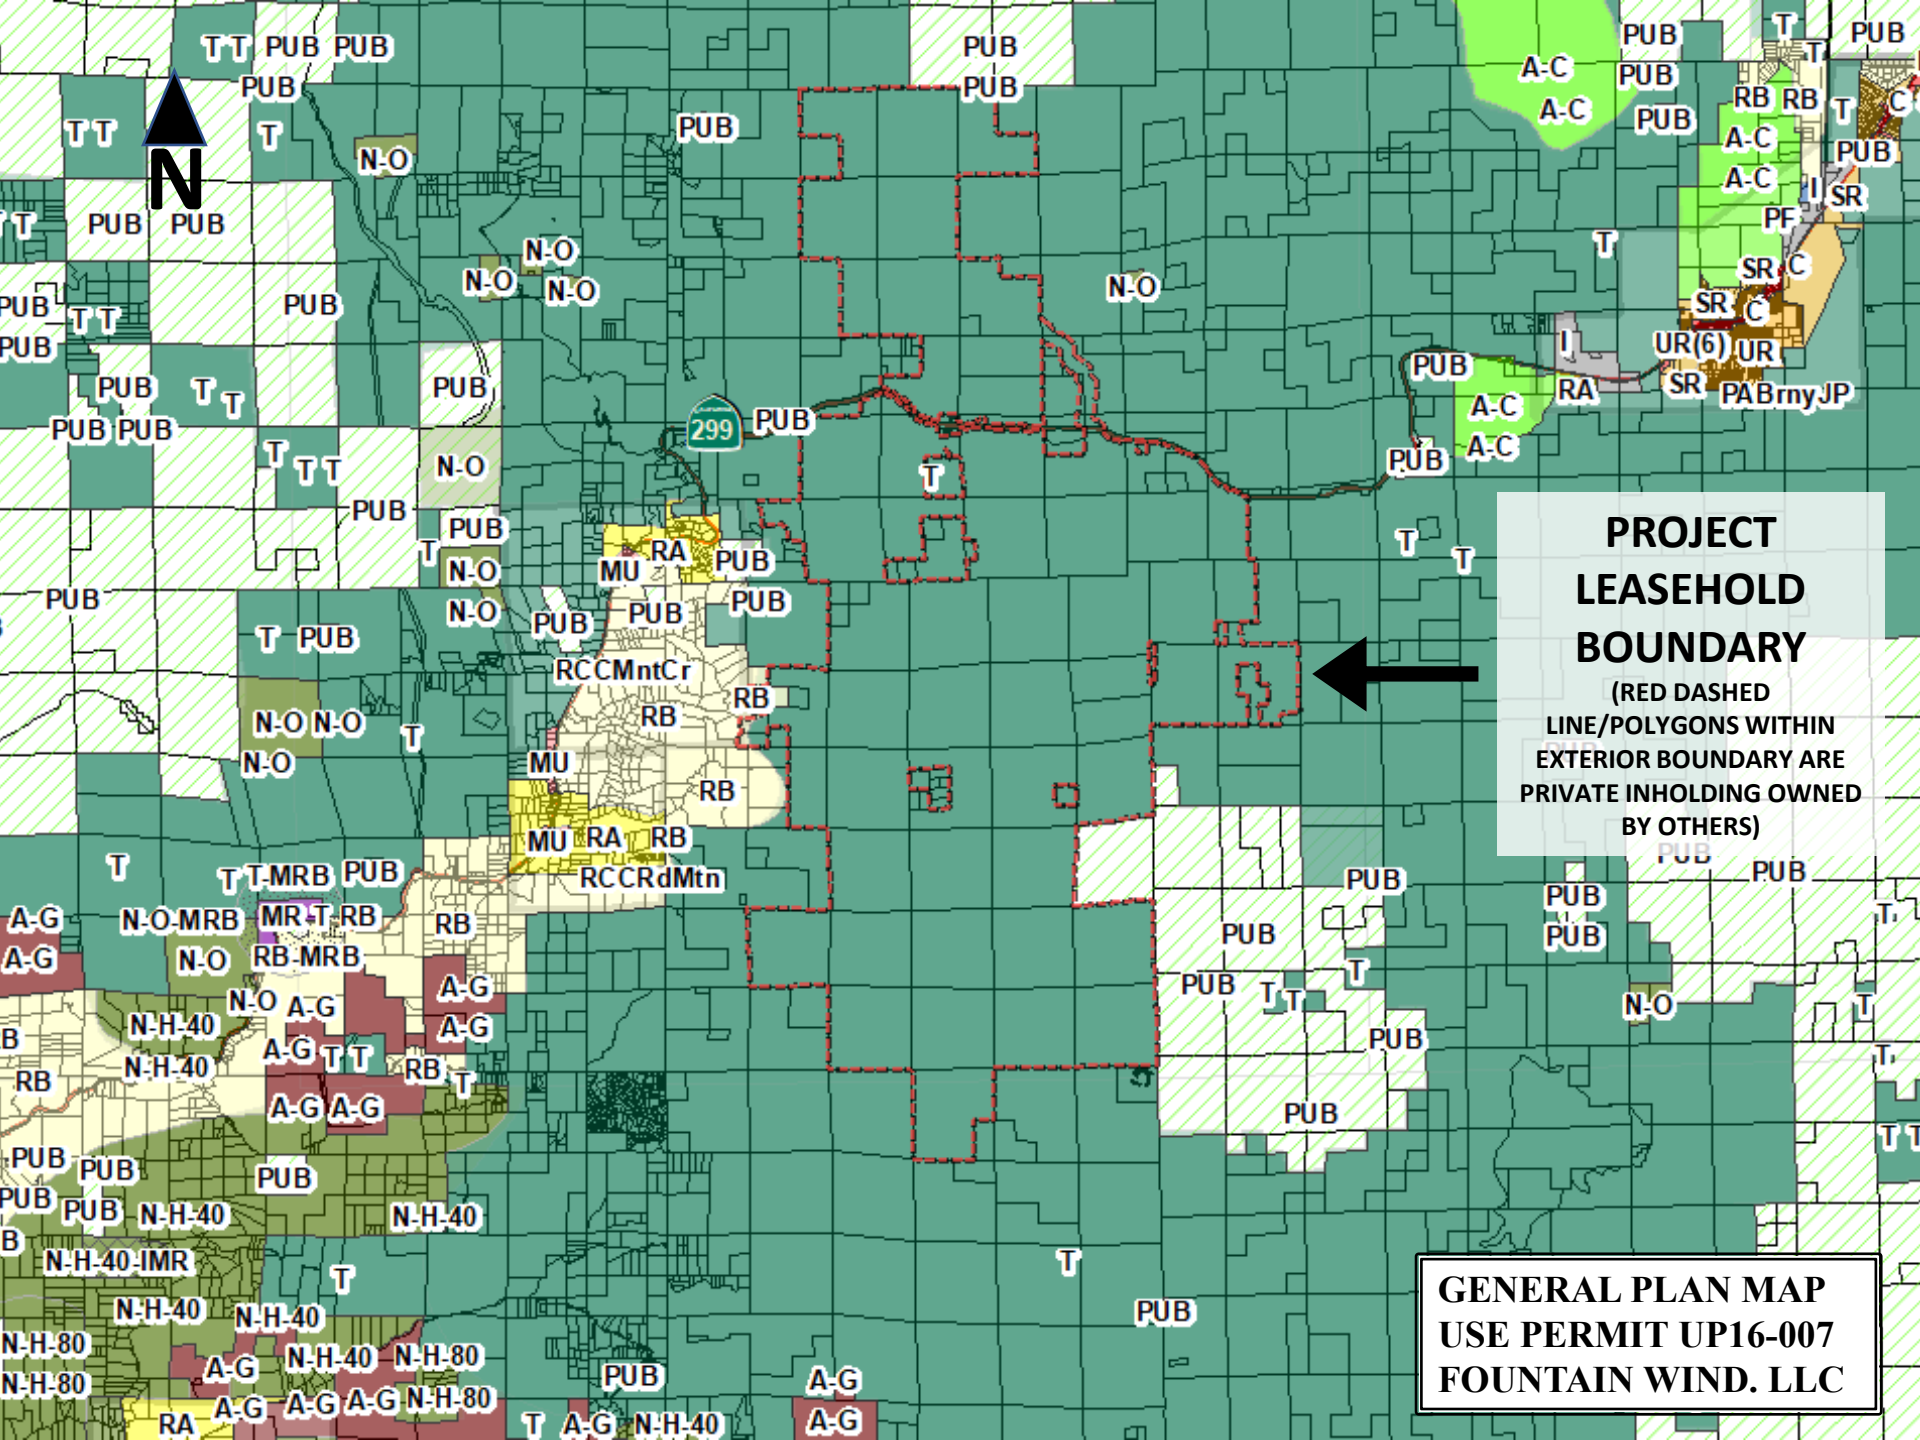 T T PUB PUB
PUB
PUB
T
PUB
T
PUB
PUB
A-C
PUB
PUB
RB RB
T
C
A-C
PUB
T T
T
PUB
A-C
PUB
N
N-O
A-C
I
SR
PF
T T
PUB PUB
T
N-O
N-O
N-O
N-O
SR C
PUB
PUB
T T
SR
C
PUB
I
UR(6)
UR
PUB
PUB
T
T
PUB
RA
SR
PABrnyJP
PUB
299
A-C
PUB PUB
A-C
T
T T
N-O
T
PUB
PUB
PUB
PROJECT
LEASEHOLD
BOUNDARY
(RED DASHED
LINE/POLYGONS WITHIN
EXTERIOR BOUNDARY ARE
PRIVATE INHOLDING OWNED
BY OTHERS)
T
T
T
N-O
RA
MU
PUB
PUB
N-O
PUB
PUB
PUB
T PUB
RCCMntCr
RB
RB
N-O N-O
T
N-O
MU
RB
MU RA RB
RCCRdMtn
PUB
PUB
T
T T-MRB PUB
PUB
PUB
A-G
N-O-MRB
MR-T RB
RB
T
PUB
PUB
A-G
N-O
RB-MRB
T
N-O A-G
A-G
PUB
T T
N-O
T
N-H-40
A-G
PUB
B
A-G T T
T
N-H-40
RB
RB
T
A-G A-G
PUB
T T
PUB
PUB
PUB
PUB
PUB
N-H-40
N-H-40
B
N-H-40-IMR
T
T
N-H-40
N-H-40
PUB
N-H-80
A-G
N-H-40
N-H-80
N-H-80
PUB
A-G
A-G
A-G
A-G
N-H-80
RA
T A-G N-H-40
A-G
GENERAL PLAN MAP
USE PERMIT UP16-007
FOUNTAIN WIND. LLC